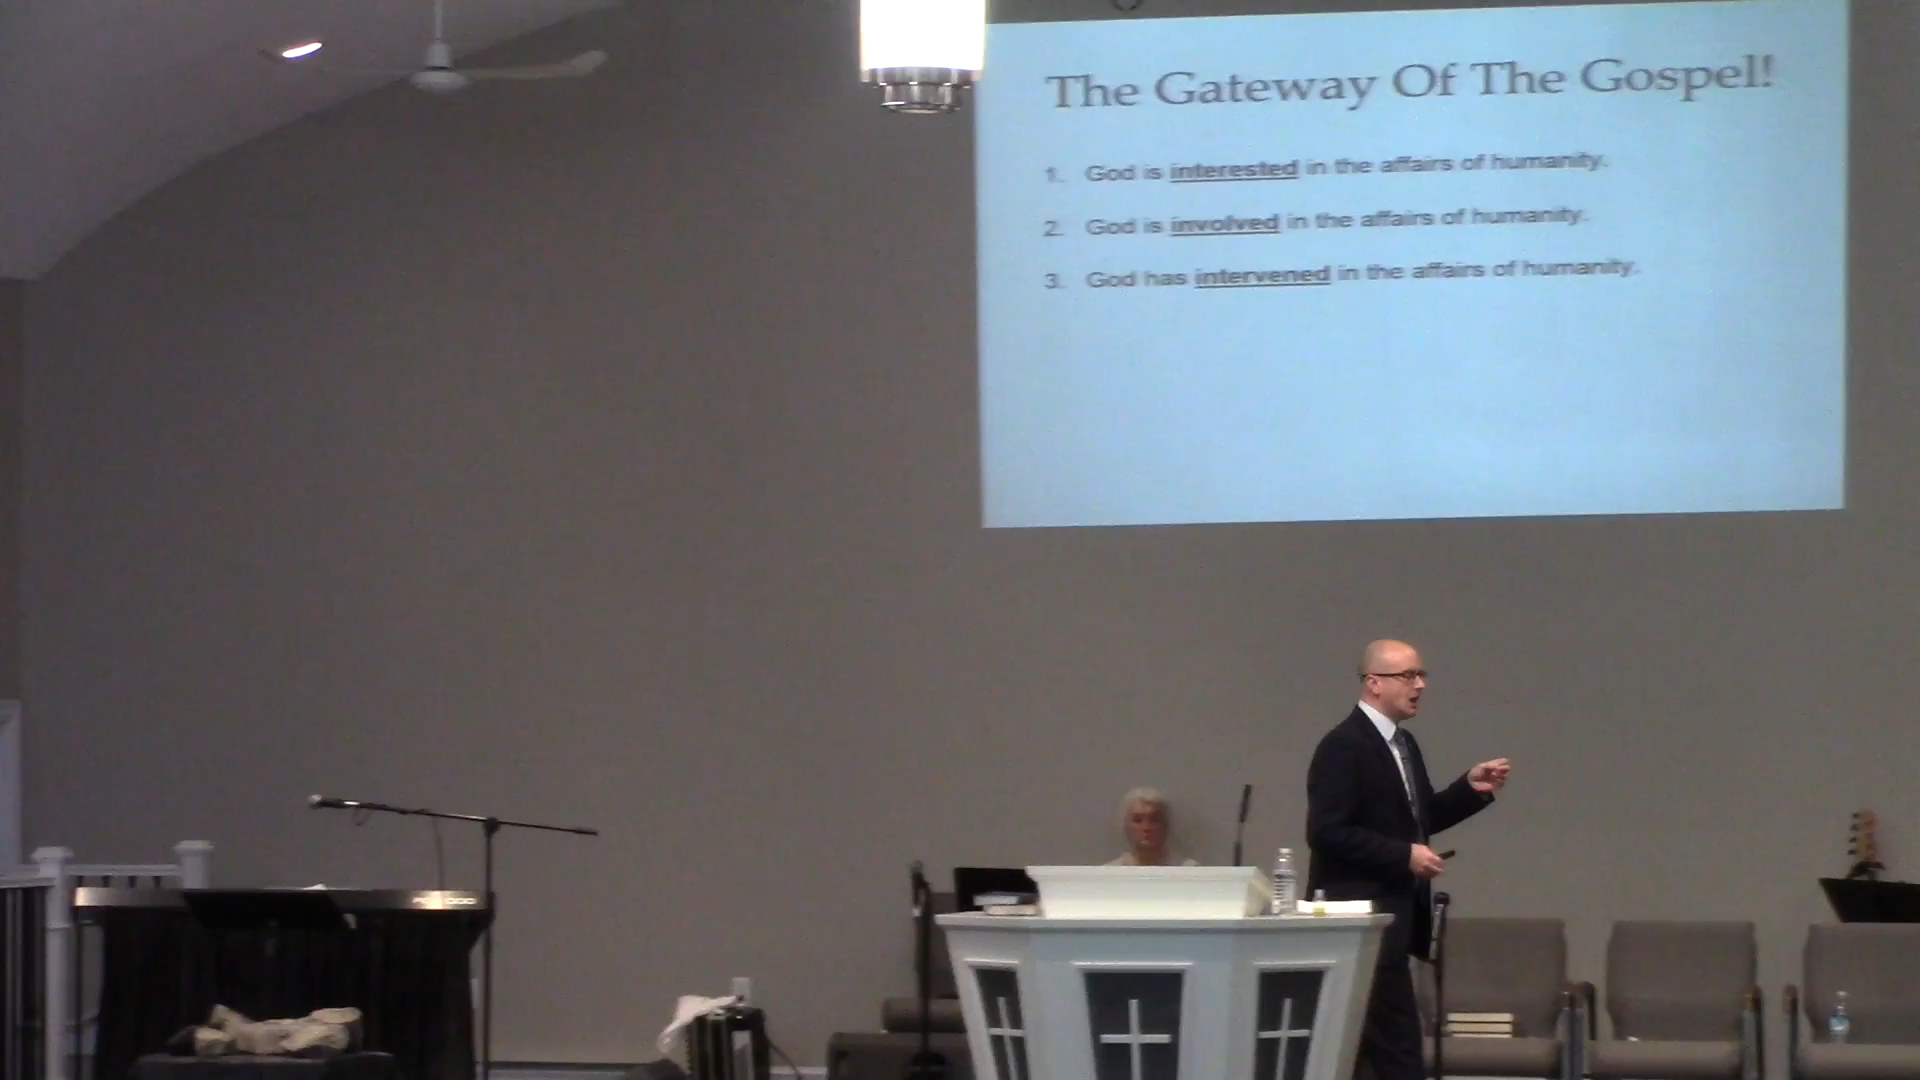 The Gateway Of The Gospel!
1. God is interested in the affairs of humanity.
2. God is involved in the affairs of humanity.
3. God has intervened in the affairs of humanity.